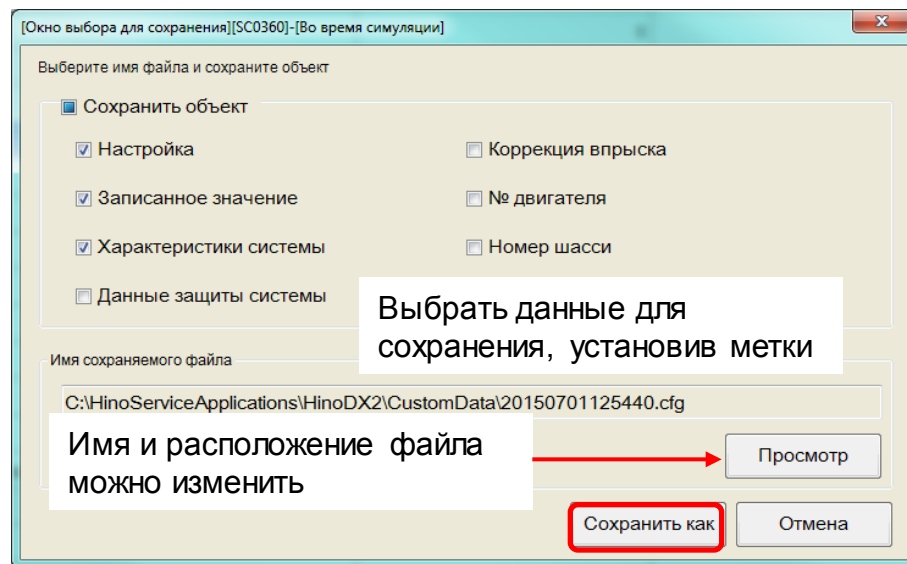 [Окно выбора для сохранения][SC0360]-[Во время симуляции]
Выберите имя файла и сохраните объект
Сохранить объект
Настройка
Коррекция впрыска
Записанное значение
№ двигателя
Характеристики системы
Номер шасси
Данные защиты системы
Выбрать данные для
сохранения, установив метки
Имя сохраняемого файла
C:\HinoServiceApplications\HinoDX2\CustomData\20150701125440.cfg
Имя и расположение файла
можно изменить
Просмотр
Сохранить как
Отмена